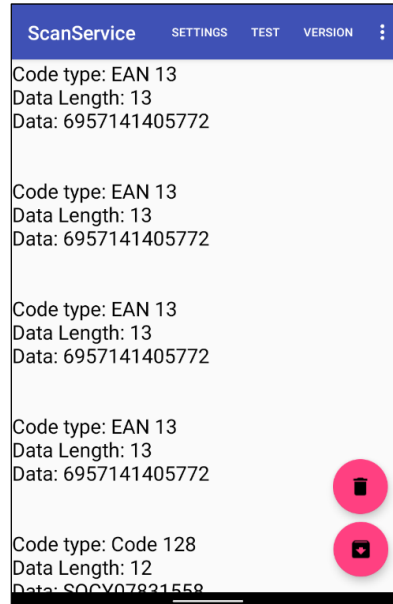 ScanService SETTINGS TEST VERSION
Code type: EAN 13
Data Length: 13
Data: 6957141405772
Code type: EAN 13
Data Length: 13
Data: 6957141405772
Code type: EAN 13
Data Length: 13
Data: 6957141405772
Code type: EAN 13
Data Length: 13
Data: 6957141405772
Code type: Code 128
Data Length: 12
Data: SQCY07831558